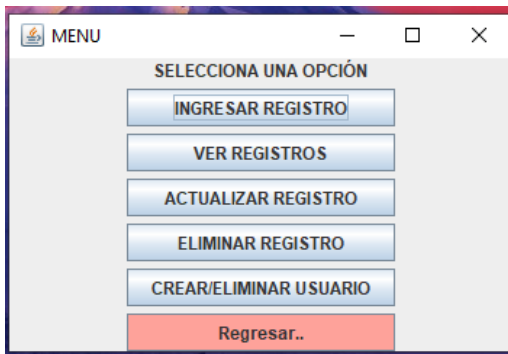 MENU
SELECCIONA UNA OPCIÓN
INGRESAR REGISTRO
VER REGISTROS
ACTUALIZAR REGISTRO
ELIMINAR REGISTRO
CREAR/ELIMINAR USUARIO
Regresar..